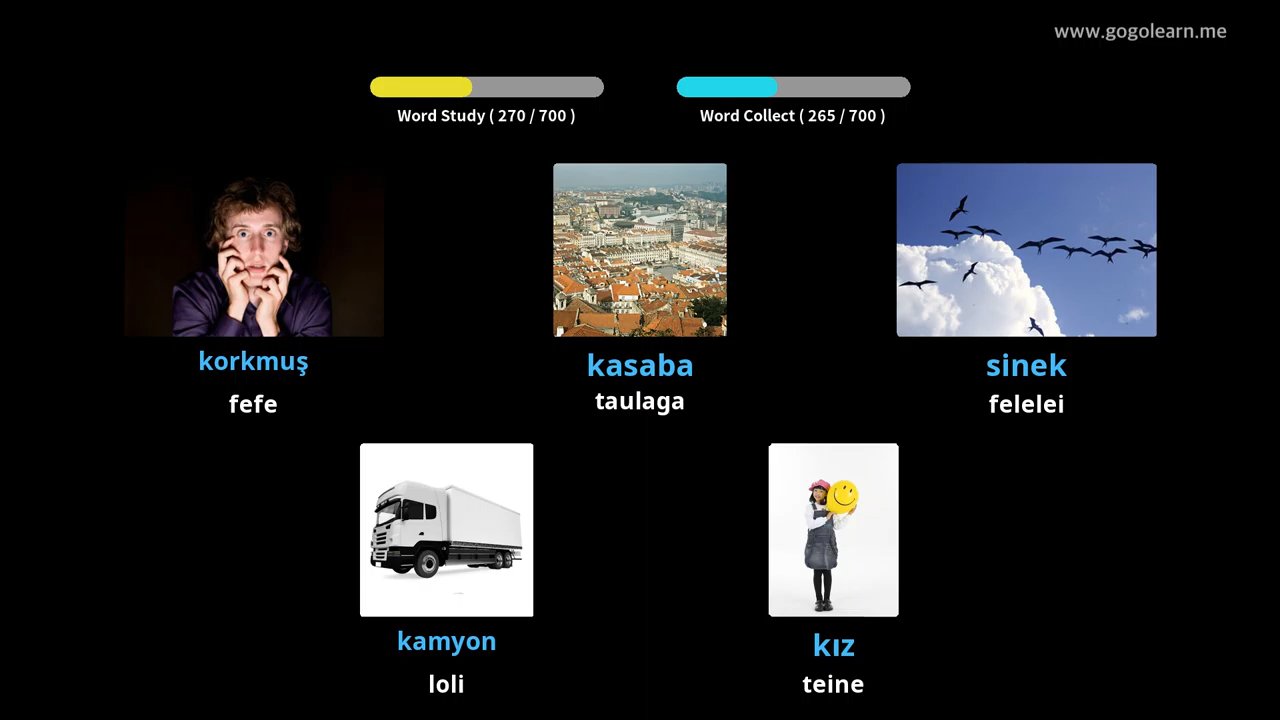 www.gogolearn.me
Word Study ( 270 / 700 )
Word Collect ( 265 / 700 )
korkmuş
fefe
kasaba
taulaga
sinek
felelei
kamyon
loli
kız
teine